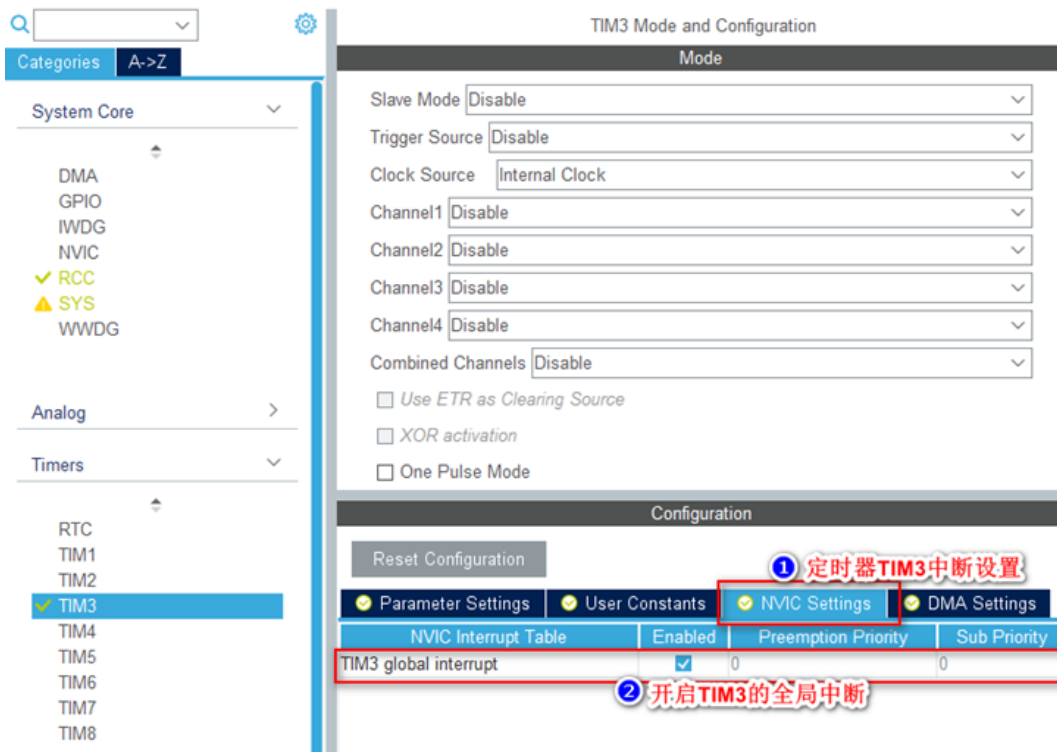 Categories
A->Z
System Core
DMA
GPIO
IWDG
NVIC
RCC
SYS
WWDG
Analog
Timers
RTC
TIM1
TIM2
TIM3
TIM4
TIM5
TIM6
TIM7
TIM8
TIM3 Mode and Configuration
Mode
Slave Mode Disable
Trigger Source Disable
Clock Source Internal Clock
Channel1 Disable
Channel2 Disable
Channel3 Disable
Channel4 Disable
Combined Channels Disable
Use ETR as Clearing Source
XOR activation
One Pulse Mode
Configuration
Reset Configuration
1 定时器TIM3中断设置
Parameter Settings User Constants NVIC Settings DMA Settings
NVIC Interrupt Table Enabled Preemption Priority Sub Priority
TIM3 global interrupt 0 0
2 开启TIM3的全局中断